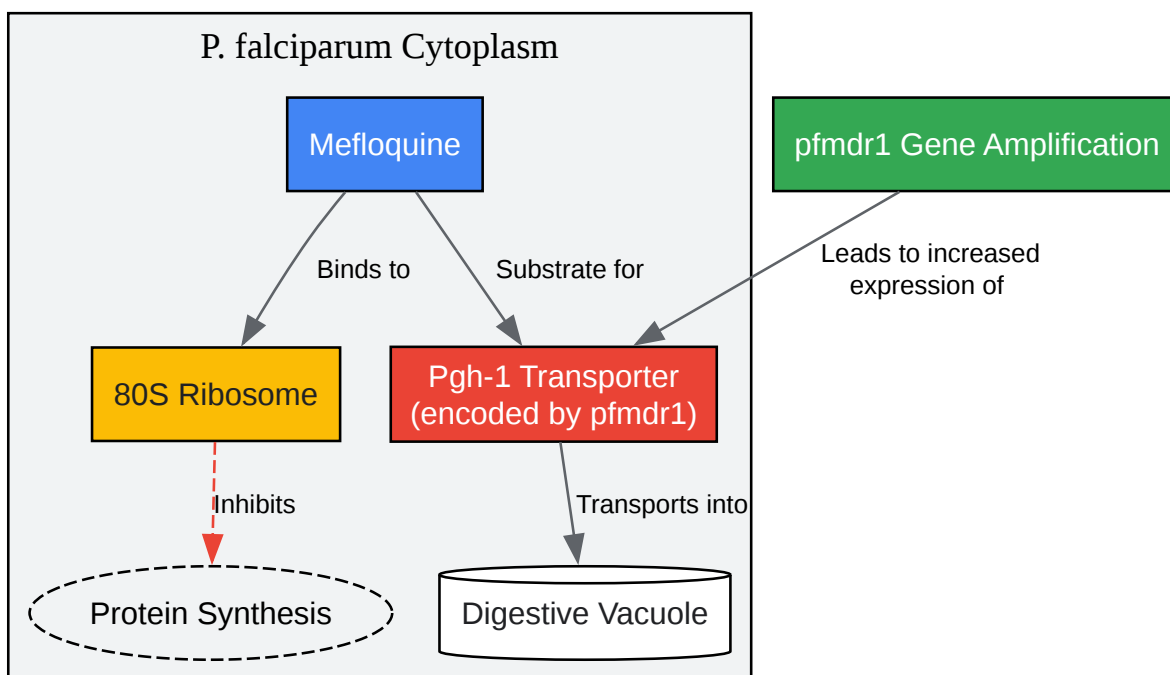 P. falciparum Cytoplasm
Mefloquine
pfmdr1 Gene Amplification
Binds to
Substrate for
Leads to increased
expression of
80S Ribosome
Pgh-1 Transporter
(encoded by pfmdr1)
Inhibits
Transports into
Protein Synthesis
Digestive Vacuole